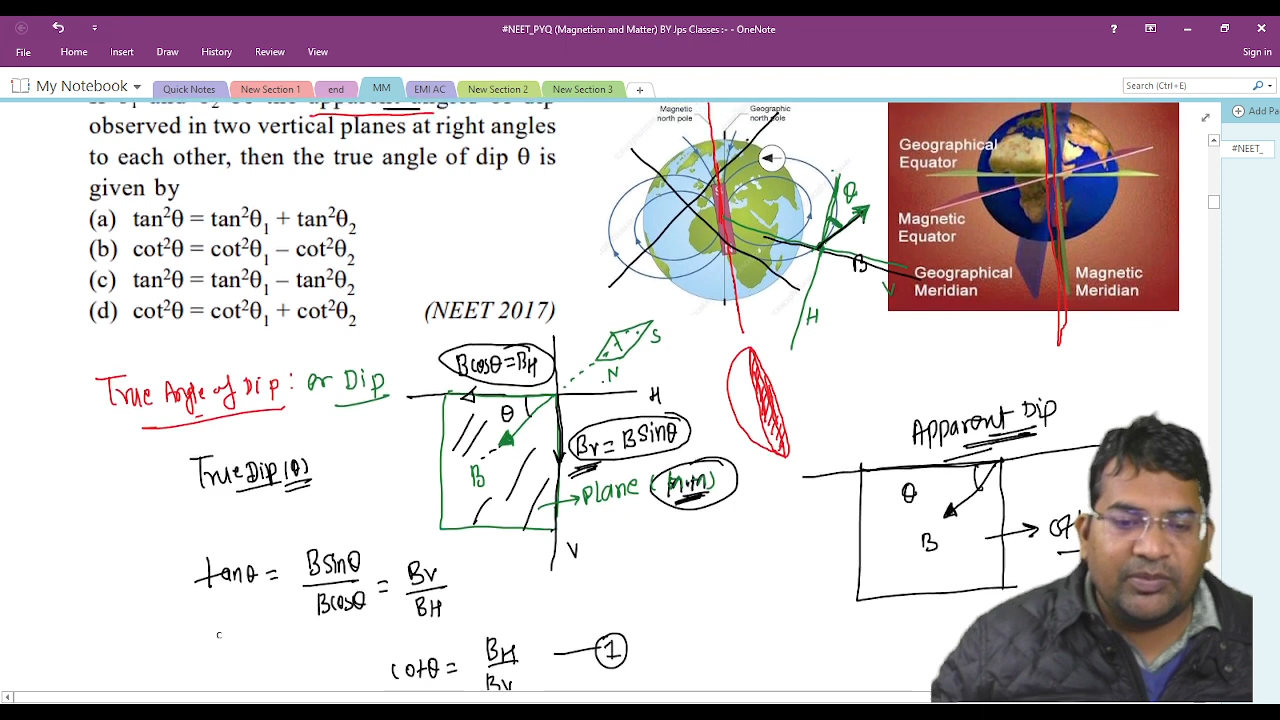 #NEET_PYQ (Magnetism and Matter) BY Jps Classes :- - OneNote
File Home Insert Draw History Review View
Sign in
My Notebook Quick Notes New Section 1 end MM EMI AC New Section 2 New Section 3 +
Search (Ctrl+E)
Add Pa
#NEET_
observed in two vertical planes at right angles
to each other, then the true angle of dip θ is
given by
(a) tan²θ = tan²θ₁ + tan²θ₂
(b) cot²θ = cot²θ₁ – cot²θ₂
(c) tan²θ = tan²θ₁ – tan²θ₂
(d) cot²θ = cot²θ₁ + cot²θ₂
(NEET 2017)
Magnetic north pole
Geographic north pole
S
N
θ
B
V
H
Geographical Equator
Magnetic Equator
Geographical Meridian
Magnetic Meridian
True Angle of Dip: or Dip
Bcosθ = BH
S
N
H
θ
Bv = Bsinθ
B
plane (M.M)
V
True Dip (θ)
tanθ = Bsinθ / Bcosθ = Bv / BH
c
cotθ = BH / Bv — 1
Apparent Dip
θ
B